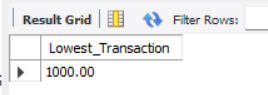 Result Grid Filter Rows:
Lowest_Transaction
1000.00